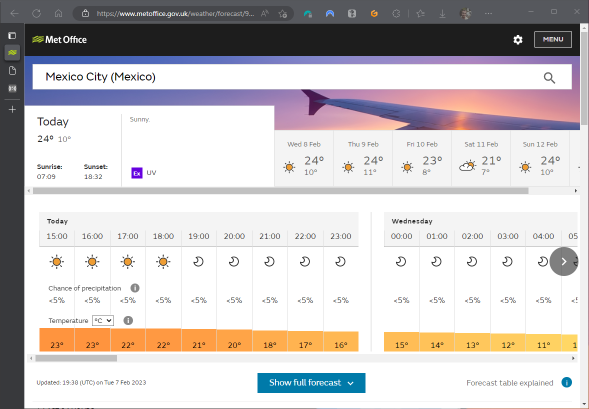 https://www.metoffice.gov.uk/weather/forecast/9...
Met Office
MENU
Mexico City (Mexico)
Today
24° 10°
Sunrise: Sunset:
07:09 18:32
Sunny.
Ex UV
Wed 8 Feb Thu 9 Feb Fri 10 Feb Sat 11 Feb Sun 12 Feb
24° 24° 23° 21° 24°
10° 11° 8° 7° 10°
Today Wednesday
15:00 16:00 17:00 18:00 19:00 20:00 21:00 22:00 23:00 00:00 01:00 02:00 03:00 04:00
Chance of precipitation
<5% <5% <5% <5% <5% <5% <5% <5% <5% <5% <5% <5% <5% <5%
Temperature °C
23° 23° 22° 22° 21° 20° 18° 17° 16° 15° 14° 13° 12° 11°
Updated: 19:38 (UTC) on Tue 7 Feb 2023
Show full forecast
Forecast table explained